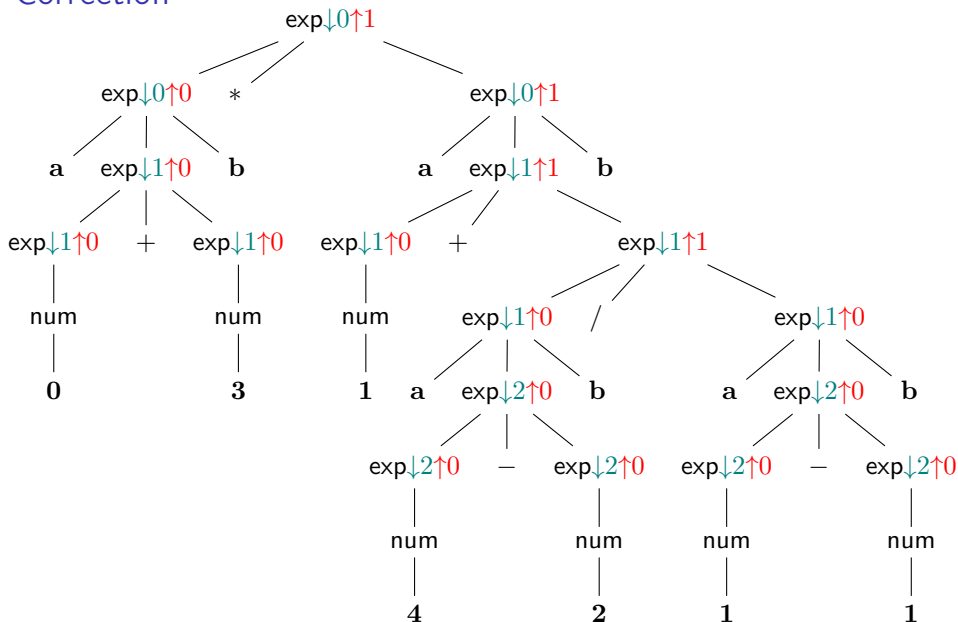 Correction
exp↓0↑1
exp↓0↑0 * exp↓0↑1
a exp↓1↑0 b a exp↓1↑1 b
exp↓1↑0 + exp↓1↑0 exp↓1↑0 + exp↓1↑1
num num num exp↓1↑0 / exp↓1↑0
0 3 1 a exp↓2↑0 b a exp↓2↑0 b
exp↓2↑0 − exp↓2↑0 exp↓2↑0 − exp↓2↑0
num num num num
4 2 1 1